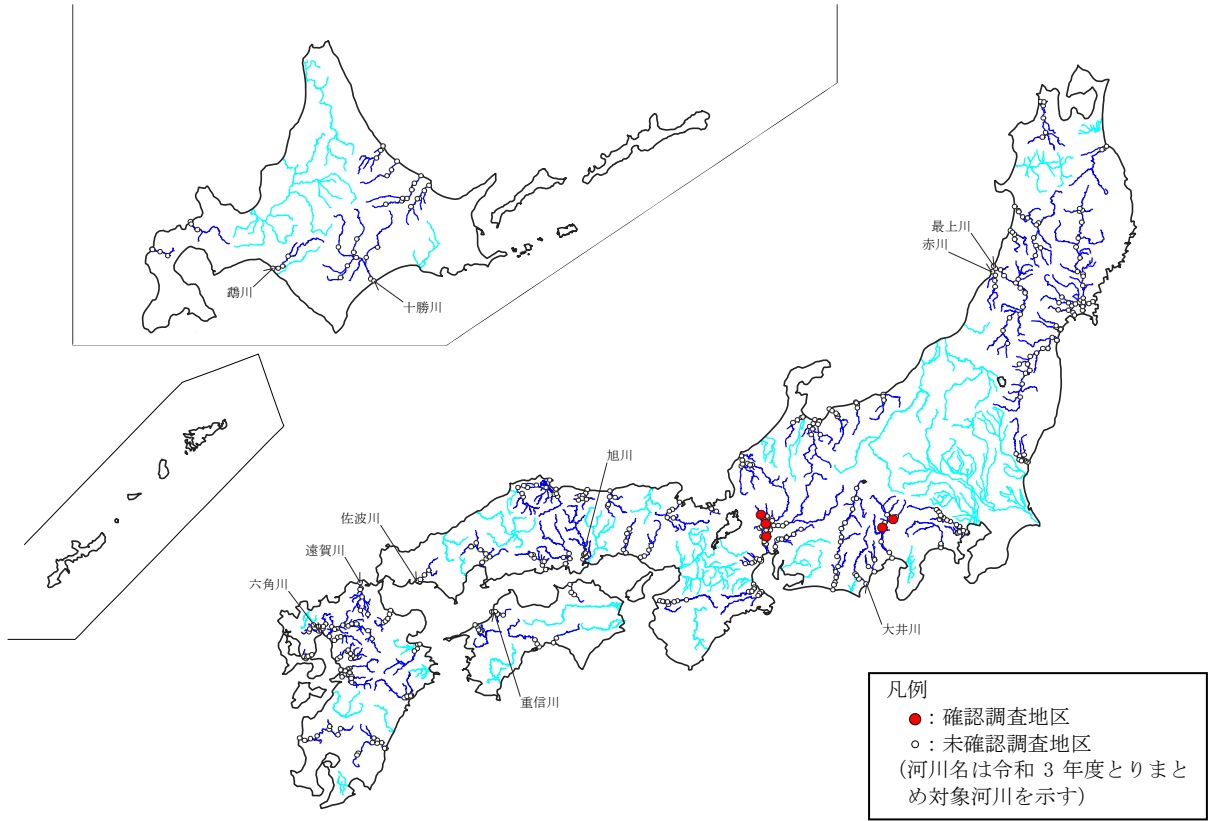 最上川
赤川
鵡川
十勝川
旭川
佐波川
遠賀川
六角川
大井川
重信川
凡例
：確認調査地区
：未確認調査地区
(河川名は令和 3 年度とりまと
め対象河川を示す)